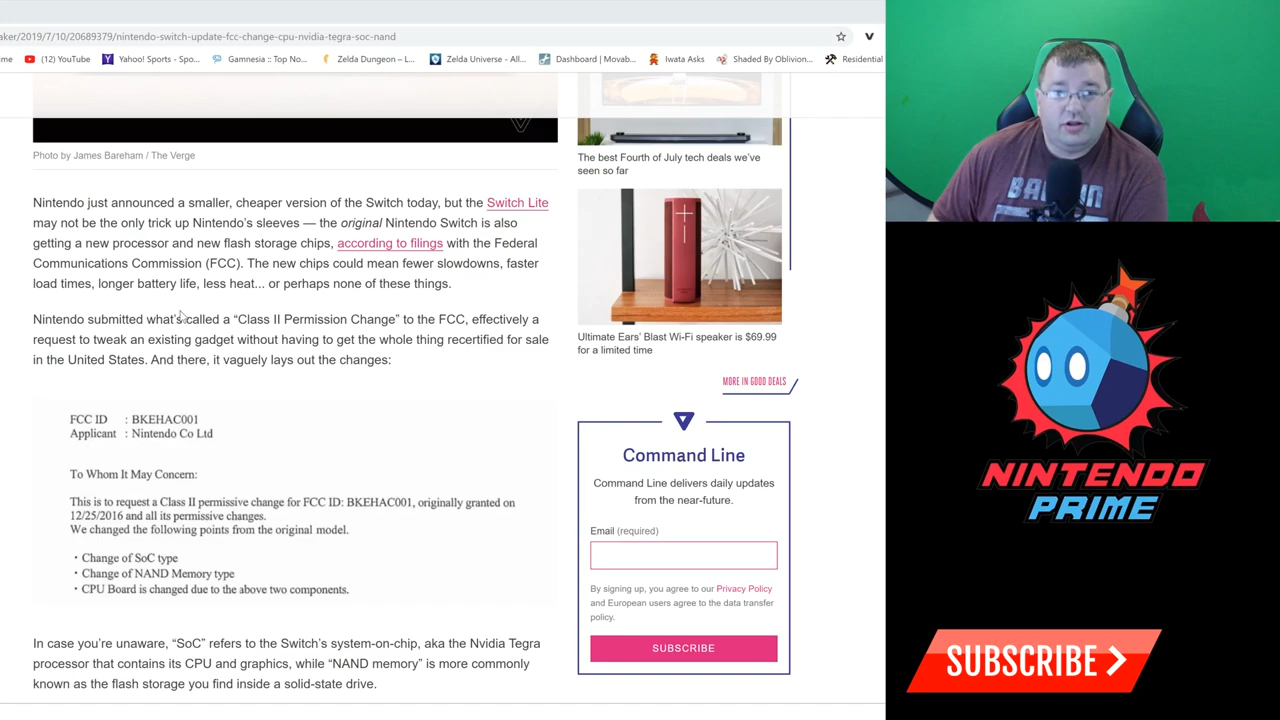 aker/2019/7/10/20689379/nintendo-switch-update-fcc-change-cpu-nvidia-tegra-soc-nand
me
(12) YouTube
Yahoo! Sports - Spo...
Gamnesia :: Top No...
Zelda Dungeon – L...
Zelda Universe - All...
Dashboard | Movab...
Iwata Asks
Shaded By Oblivion...
Residential
Photo by James Bareham / The Verge
Nintendo just announced a smaller, cheaper version of the Switch today, but the Switch Lite
may not be the only trick up Nintendo's sleeves — the original Nintendo Switch is also
getting a new processor and new flash storage chips, according to filings with the Federal
Communications Commission (FCC). The new chips could mean fewer slowdowns, faster
load times, longer battery life, less heat... or perhaps none of these things.
Nintendo submitted what's called a “Class II Permission Change” to the FCC, effectively a
request to tweak an existing gadget without having to get the whole thing recertified for sale
in the United States. And there, it vaguely lays out the changes:
FCC ID : BKEHAC001
Applicant : Nintendo Co Ltd
To Whom It May Concern:
This is to request a Class II permissive change for FCC ID: BKEHAC001, originally granted on
12/25/2016 and all its permissive changes.
We changed the following points from the original model.
・Change of SoC type
・Change of NAND Memory type
・CPU Board is changed due to the above two components.
In case you're unaware, “SoC” refers to the Switch's system-on-chip, aka the Nvidia Tegra
processor that contains its CPU and graphics, while “NAND memory” is more commonly
known as the flash storage you find inside a solid-state drive.
The best Fourth of July tech deals we've
seen so far
Ultimate Ears' Blast Wi-Fi speaker is $69.99
for a limited time
MORE IN GOOD DEALS
Command Line
Command Line delivers daily updates
from the near-future.
Email (required)
By signing up, you agree to our Privacy Policy
and European users agree to the data transfer
policy.
SUBSCRIBE
NINTENDO
PRIME
SUBSCRIBE